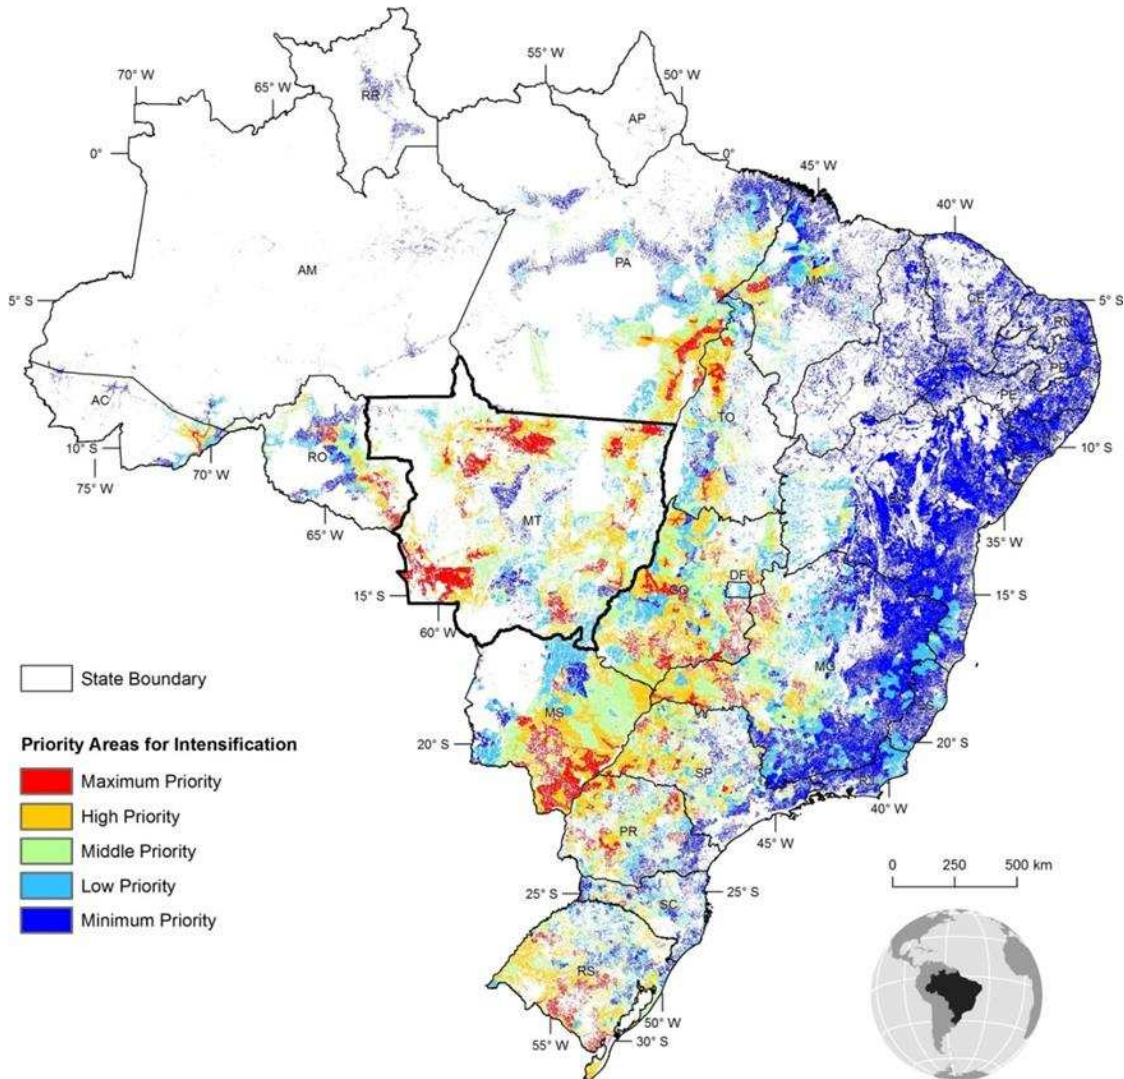 55° W
70° W
50° W
65° W
RR
AP
0°
0°
45° W
40° W
PA
AM
MA
5° S
CE
5° S
RN
PB
PE
AC
TO
10° S
RO
10° S
70° W
75° W
MT
65° W
35° W
DF
GO
15° S
15° S
60° W
MG
State Boundary
MS
ES
Priority Areas for Intensification
20° S
20° S
SP
RJ
Maximum Priority
40° W
High Priority
PR
45° W
Middle Priority
0 250 500 km
Low Priority
25° S
25° S
SC
Minimum Priority
RS
50° W
55° W
30° S